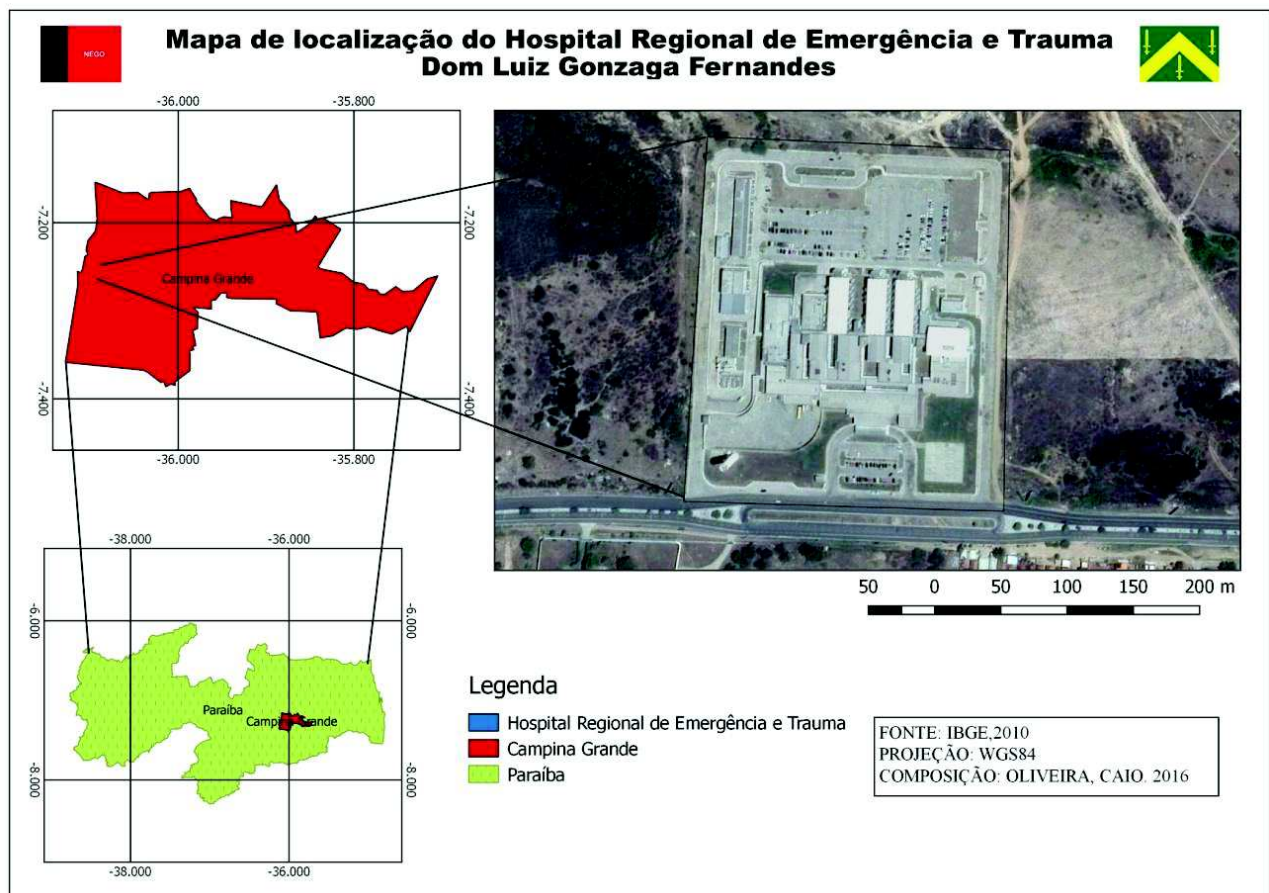 NEGO
Mapa de localização do Hospital Regional de Emergência e Trauma
Dom Luiz Gonzaga Fernandes
-36.000
-35.800
-7.200
-7.200
Campina Grande
-7.400
-7.400
-36.000
-35.800
50
0
50
100
150
200 m
-38.000
-36.000
-6.000
-6.000
Paraíba
Campina Grande
-8.000
-8.000
-38.000
-36.000
Legenda
Hospital Regional de Emergência e Trauma
Campina Grande
Paraíba
FONTE: IBGE,2010
PROJEÇÃO: WGS84
COMPOSIÇÃO: OLIVEIRA, CAIO. 2016